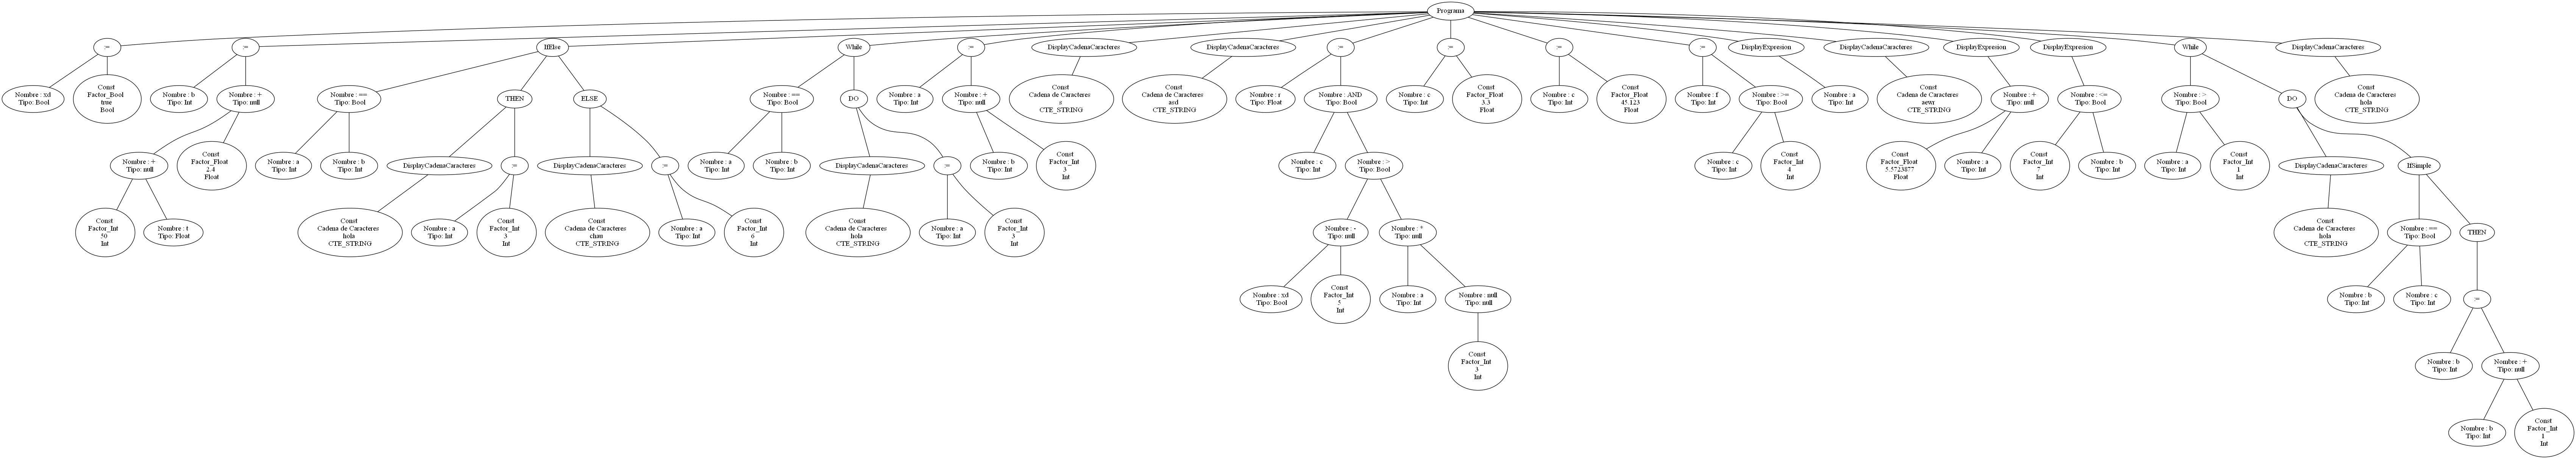 Programa
:=
:=
IfElse
While
:=
DisplayCadenaCaracteres
DisplayCadenaCaracteres
:=
:=
:=
:=
DisplayExpresion
DisplayCadenaCaracteres
DisplayExpresion
DisplayExpresion
While
DisplayCadenaCaracteres
Nombre : xd
Tipo: Bool
Const
Factor_Bool
true
Bool
Nombre : b
Tipo: Int
Nombre : +
Tipo: null
Nombre : ==
Tipo: Bool
THEN
ELSE
Nombre : ==
Tipo: Bool
DO
Nombre : a
Tipo: Int
Nombre : +
Tipo: null
Const
Cadena de Caracteres
s
CTE_STRING
Const
Cadena de Caracteres
asd
CTE_STRING
Nombre : r
Tipo: Float
Nombre : AND
Tipo: Bool
Nombre : c
Tipo: Int
Const
Factor_Float
3.3
Float
Nombre : c
Tipo: Int
Const
Factor_Float
45.123
Float
Nombre : f
Tipo: Int
Nombre : >=
Tipo: Bool
Nombre : a
Tipo: Int
Const
Cadena de Caracteres
aewr
CTE_STRING
Nombre : +
Tipo: null
Nombre : <=
Tipo: Bool
Nombre : >
Tipo: Bool
DO
Const
Cadena de Caracteres
hola
CTE_STRING
Nombre : +
Tipo: null
Const
Factor_Float
2.4
Float
Nombre : a
Tipo: Int
Nombre : b
Tipo: Int
DisplayCadenaCaracteres
:=
DisplayCadenaCaracteres
:=
Nombre : a
Tipo: Int
Nombre : b
Tipo: Int
DisplayCadenaCaracteres
:=
Nombre : b
Tipo: Int
Const
Factor_Int
3
Int
Nombre : c
Tipo: Int
Nombre : >
Tipo: Bool
Nombre : c
Tipo: Int
Const
Factor_Int
4
Int
Const
Factor_Float
5.5723877
Float
Nombre : a
Tipo: Int
Const
Factor_Int
7
Int
Nombre : b
Tipo: Int
Nombre : a
Tipo: Int
Const
Factor_Int
1
Int
DisplayCadenaCaracteres
IfSimple
Const
Factor_Int
50
Int
Nombre : t
Tipo: Float
Const
Cadena de Caracteres
hola
CTE_STRING
Nombre : a
Tipo: Int
Const
Factor_Int
3
Int
Const
Cadena de Caracteres
chau
CTE_STRING
Nombre : a
Tipo: Int
Const
Factor_Int
6
Int
Const
Cadena de Caracteres
hola
CTE_STRING
Nombre : a
Tipo: Int
Const
Factor_Int
3
Int
Nombre : -
Tipo: null
Nombre : *
Tipo: null
Const
Cadena de Caracteres
hola
CTE_STRING
Nombre : ==
Tipo: Bool
THEN
Nombre : xd
Tipo: Bool
Const
Factor_Int
5
Int
Nombre : a
Tipo: Int
Nombre : null
Tipo: null
Nombre : b
Tipo: Int
Nombre : c
Tipo: Int
:=
Const
Factor_Int
3
Int
Nombre : b
Tipo: Int
Nombre : +
Tipo: null
Nombre : b
Tipo: Int
Const
Factor_Int
1
Int